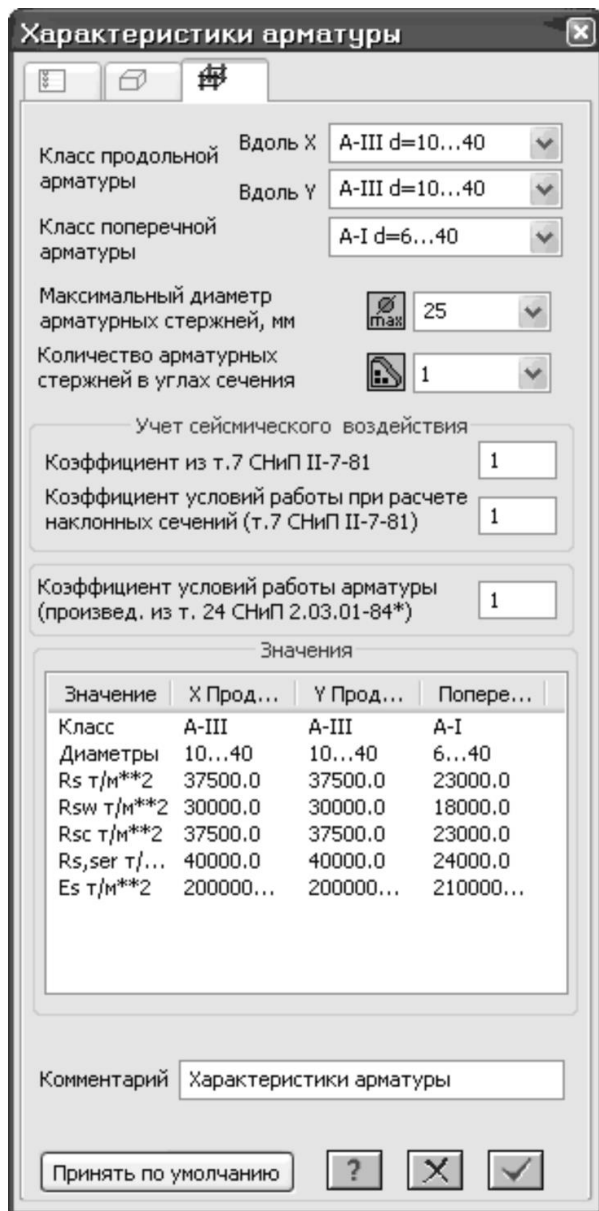 Характеристики арматуры
Класс продольной арматуры
Вдоль X
A-III d=10...40
Вдоль Y
A-III d=10...40
Класс поперечной арматуры
A-I d=6...40
Максимальный диаметр
арматурных стержней, мм
max
25
Количество арматурных
стержней в углах сечения
1
Учет сейсмического воздействия
Коэффициент из т.7 СНиП II-7-81
1
Коэффициент условий работы при расчете
наклонных сечений (т.7 СНиП II-7-81)
1
Коэффициент условий работы арматуры
(произвед. из т. 24 СНиП 2.03.01-84*)
1
Значения
Значение X Прод... Y Прод... Попере...
Класс A-III A-III A-I
Диаметры 10...40 10...40 6...40
Rs т/м**2 37500.0 37500.0 23000.0
Rsw т/м**2 30000.0 30000.0 18000.0
Rsc т/м**2 37500.0 37500.0 23000.0
Rs,ser т/... 40000.0 40000.0 24000.0
Es т/м**2 200000... 200000... 210000...
Комментарий Характеристики арматуры
Принять по умолчанию ?